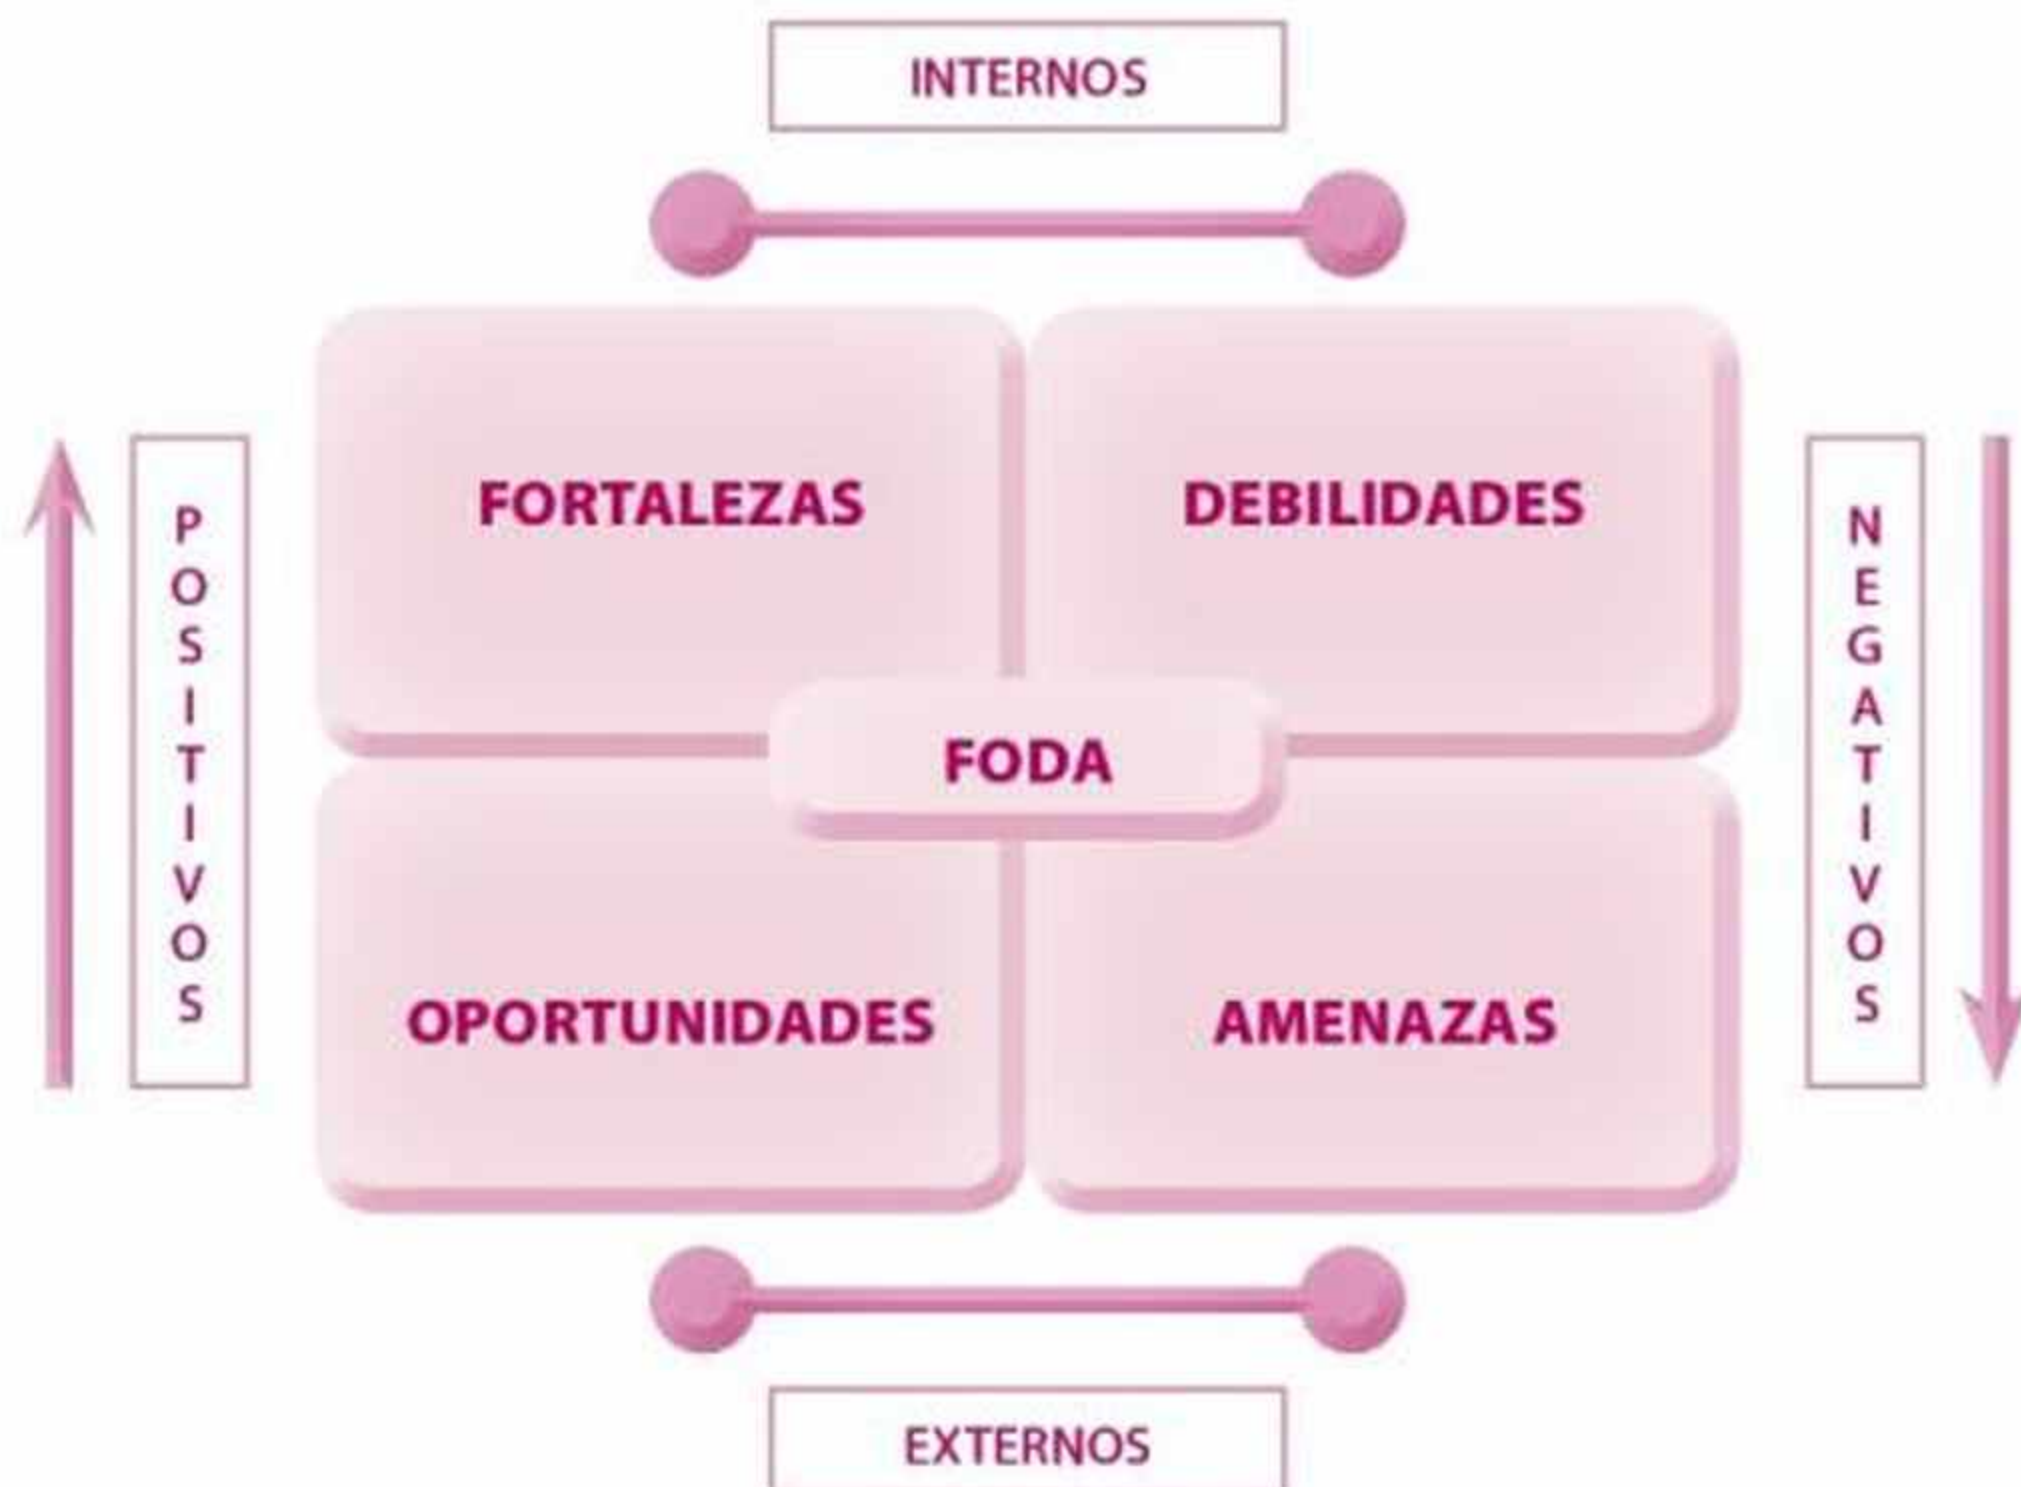 INTERNOS
FORTALEZAS
DEBILIDADES
POSITIVOS
NEGATIVOS
FODA
OPORTUNIDADES
AMENAZAS
EXTERNOS